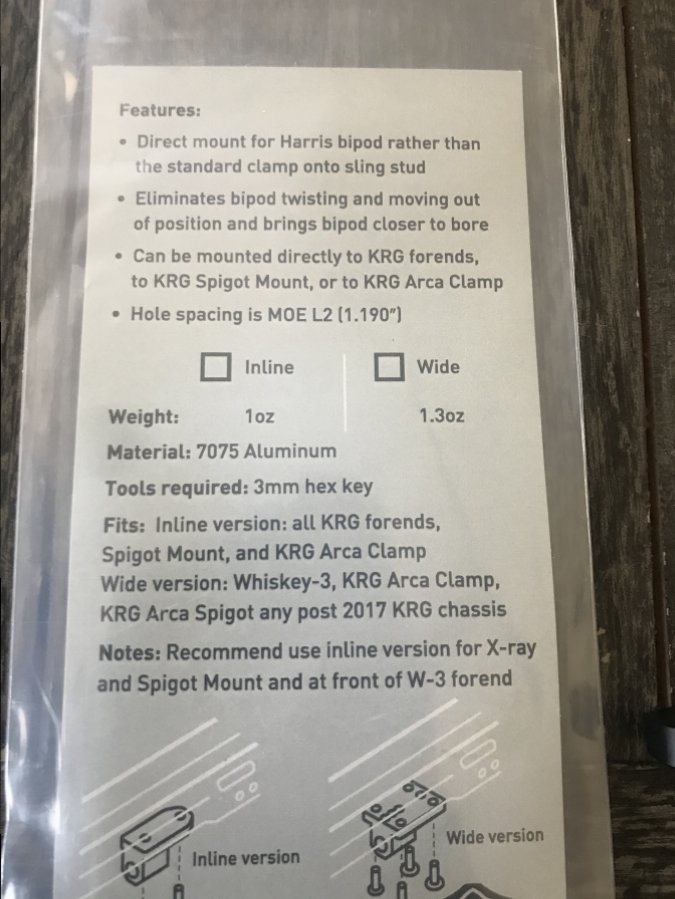 Features:
• Direct mount for Harris bipod rather than
the standard clamp onto sling stud
• Eliminates bipod twisting and moving out
of position and brings bipod closer to bore
• Can be mounted directly to KRG forends,
to KRG Spigot Mount, or to KRG Arca Clamp
• Hole spacing is MOE L2 (1.190”)
Inline Wide
Weight: 1oz 1.3oz
Material: 7075 Aluminum
Tools required: 3mm hex key
Fits: Inline version: all KRG forends,
Spigot Mount, and KRG Arca Clamp
Wide version: Whiskey-3, KRG Arca Clamp,
KRG Arca Spigot any post 2017 KRG chassis
Notes: Recommend use inline version for X-ray
and Spigot Mount and at front of W-3 forend
Wide version
Inline version